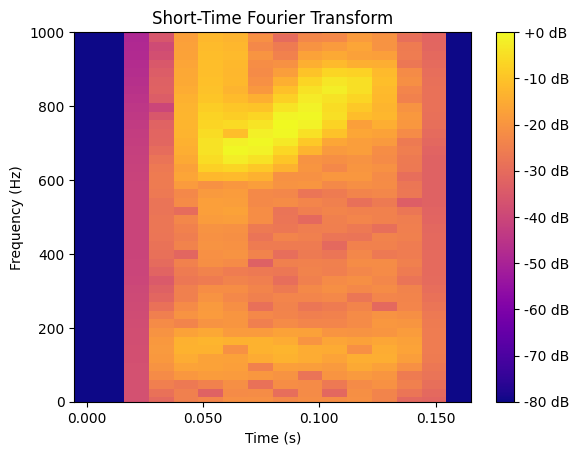 Short-Time Fourier Transform
1000
800
600
400
200
0
Frequency (Hz)
0.000
0.050
0.100
0.150
Time (s)
+0 dB
-10 dB
-20 dB
-30 dB
-40 dB
-50 dB
-60 dB
-70 dB
-80 dB